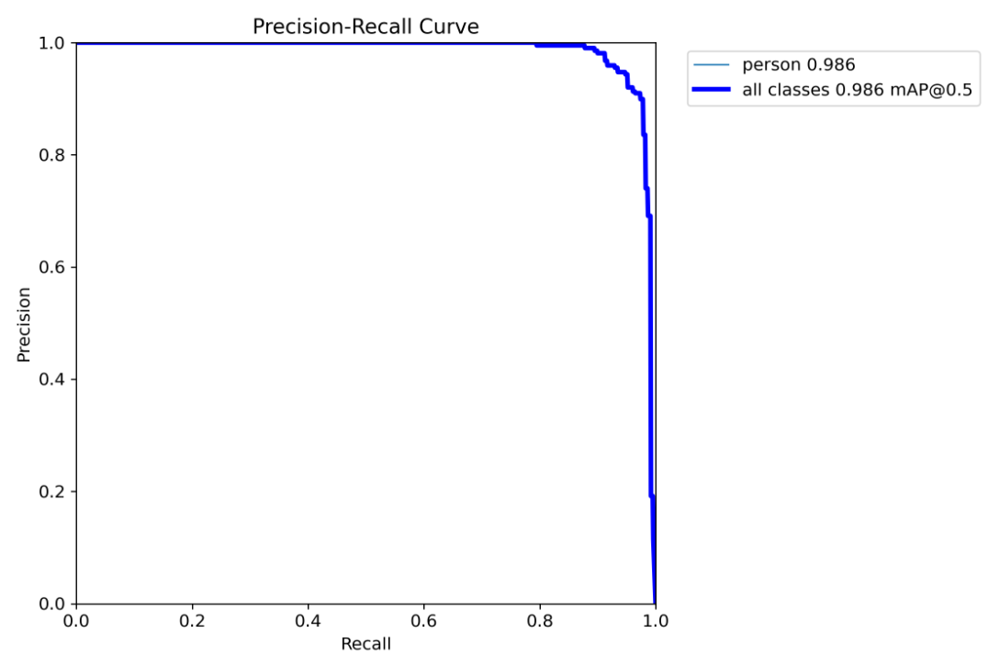 Precision-Recall Curve
person 0.986
all classes 0.986 mAP@0.5
1.0
0.8
0.6
0.4
0.2
0.0
Precision
0.0 0.2 0.4 0.6 0.8 1.0
Recall